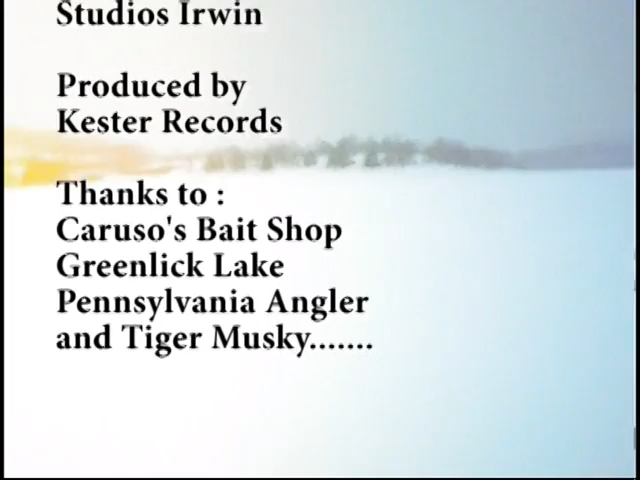 Studios Irwin
Produced by
Kester Records
Thanks to :
Caruso's Bait Shop
Greenlick Lake
Pennsylvania Angler
and Tiger Musky.......